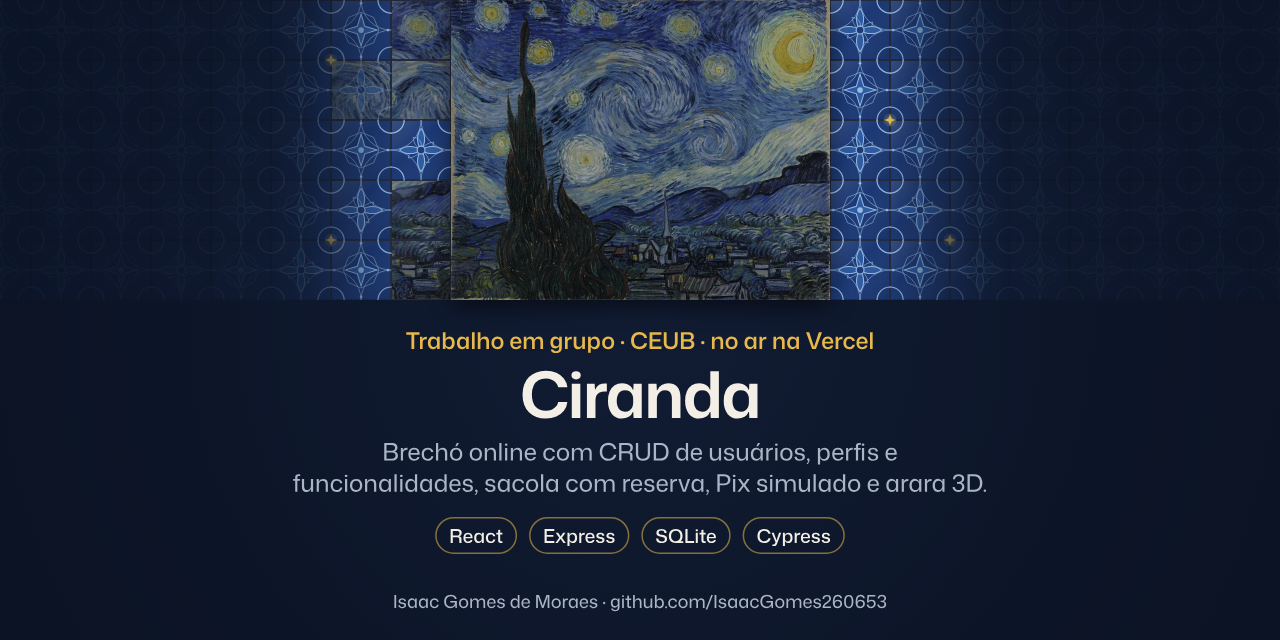 Trabalho em grupo · CEUB · no ar na Vercel
Ciranda
Brechó online com CRUD de usuários, perfis e
funcionalidades, sacola com reserva, Pix simulado e arara 3D.
React
Express
SQLite
Cypress
Isaac Gomes de Moraes · github.com/IsaacGomes260653